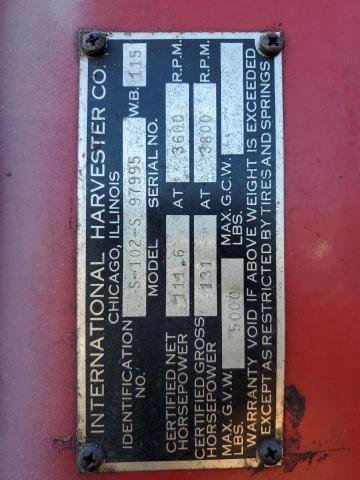 INTERNATIONAL HARVESTER CO.
CHICAGO, ILLINOIS
IDENTIFICATION NO. S-102-S 97995 W.B. 115
MODEL SERIAL NO.
CERTIFIED NET HORSEPOWER 111.6 AT 3600 R.P.M.
CERTIFIED GROSS HORSEPOWER 131 AT 3800 R.P.M.
MAX. G.V.W. LBS. 5000 MAX. G.C.W. LBS.
WARRANTY VOID IF ABOVE WEIGHT IS EXCEEDED
EXCEPT AS RESTRICTED BY TIRES AND SPRINGS